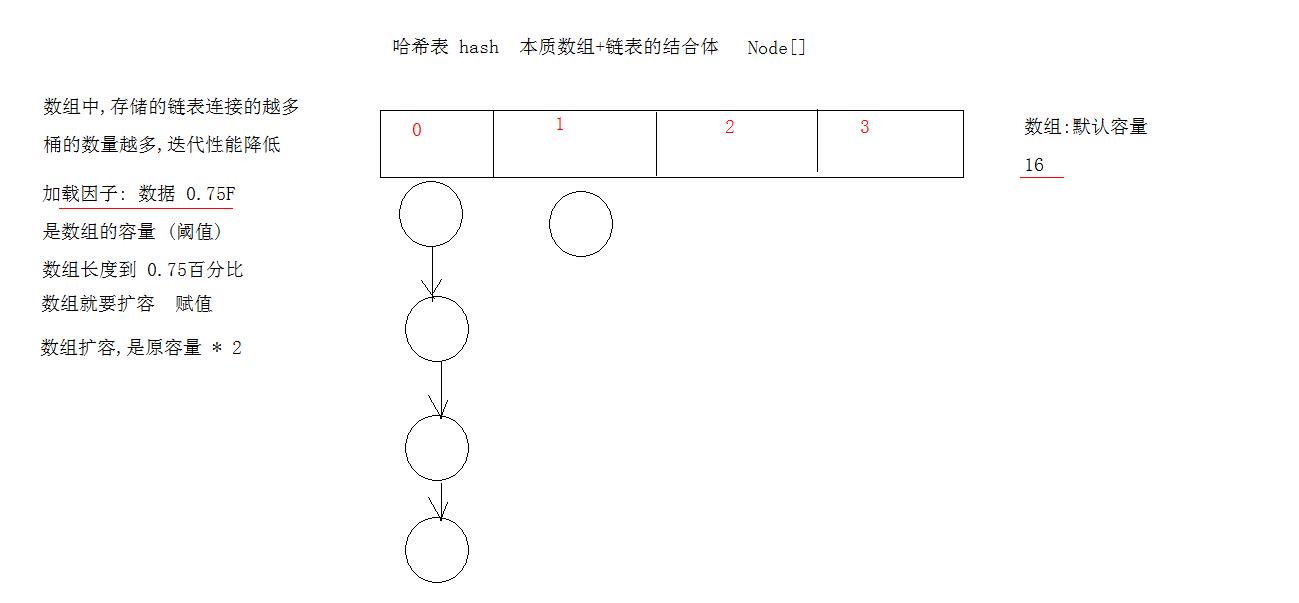 哈希表 hash 本质数组+链表的结合体 Node[]
数组中,存储的链表连接的越多
桶的数量越多,迭代性能降低
加载因子: 数据 0.75F
是数组的容量 (阈值)
数组长度到 0.75百分比
数组就要扩容 赋值
数组扩容,是原容量 * 2
0 1 2 3
数组:默认容量
16